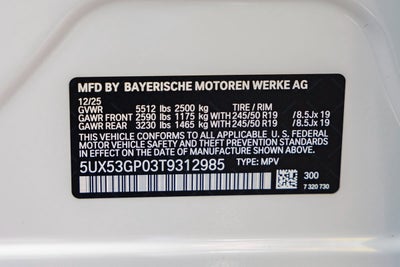 MFD BY BAYERISCHE MOTOREN WERKE AG
12/25
GVWR 5512 lbs 2500 kg TIRE / RIM
GAWR FRONT 2590 lbs 1175 kg WITH 245/50 R19 / 8.5Jx 19
GAWR REAR 3230 lbs 1465 kg WITH 245/50 R19 / 8.5Jx 19
THIS VEHICLE CONFORMS TO ALL APPLICABLE U. S. FEDERAL
MOTOR VEHICLE SAFETY AND THEFT PREVENTION STANDARDS
IN EFFECT ON THE DATE OF MANUFACTURE SHOWN ABOVE.
5UX53GP03T9312985 TYPE: MPV
300
7 320 730